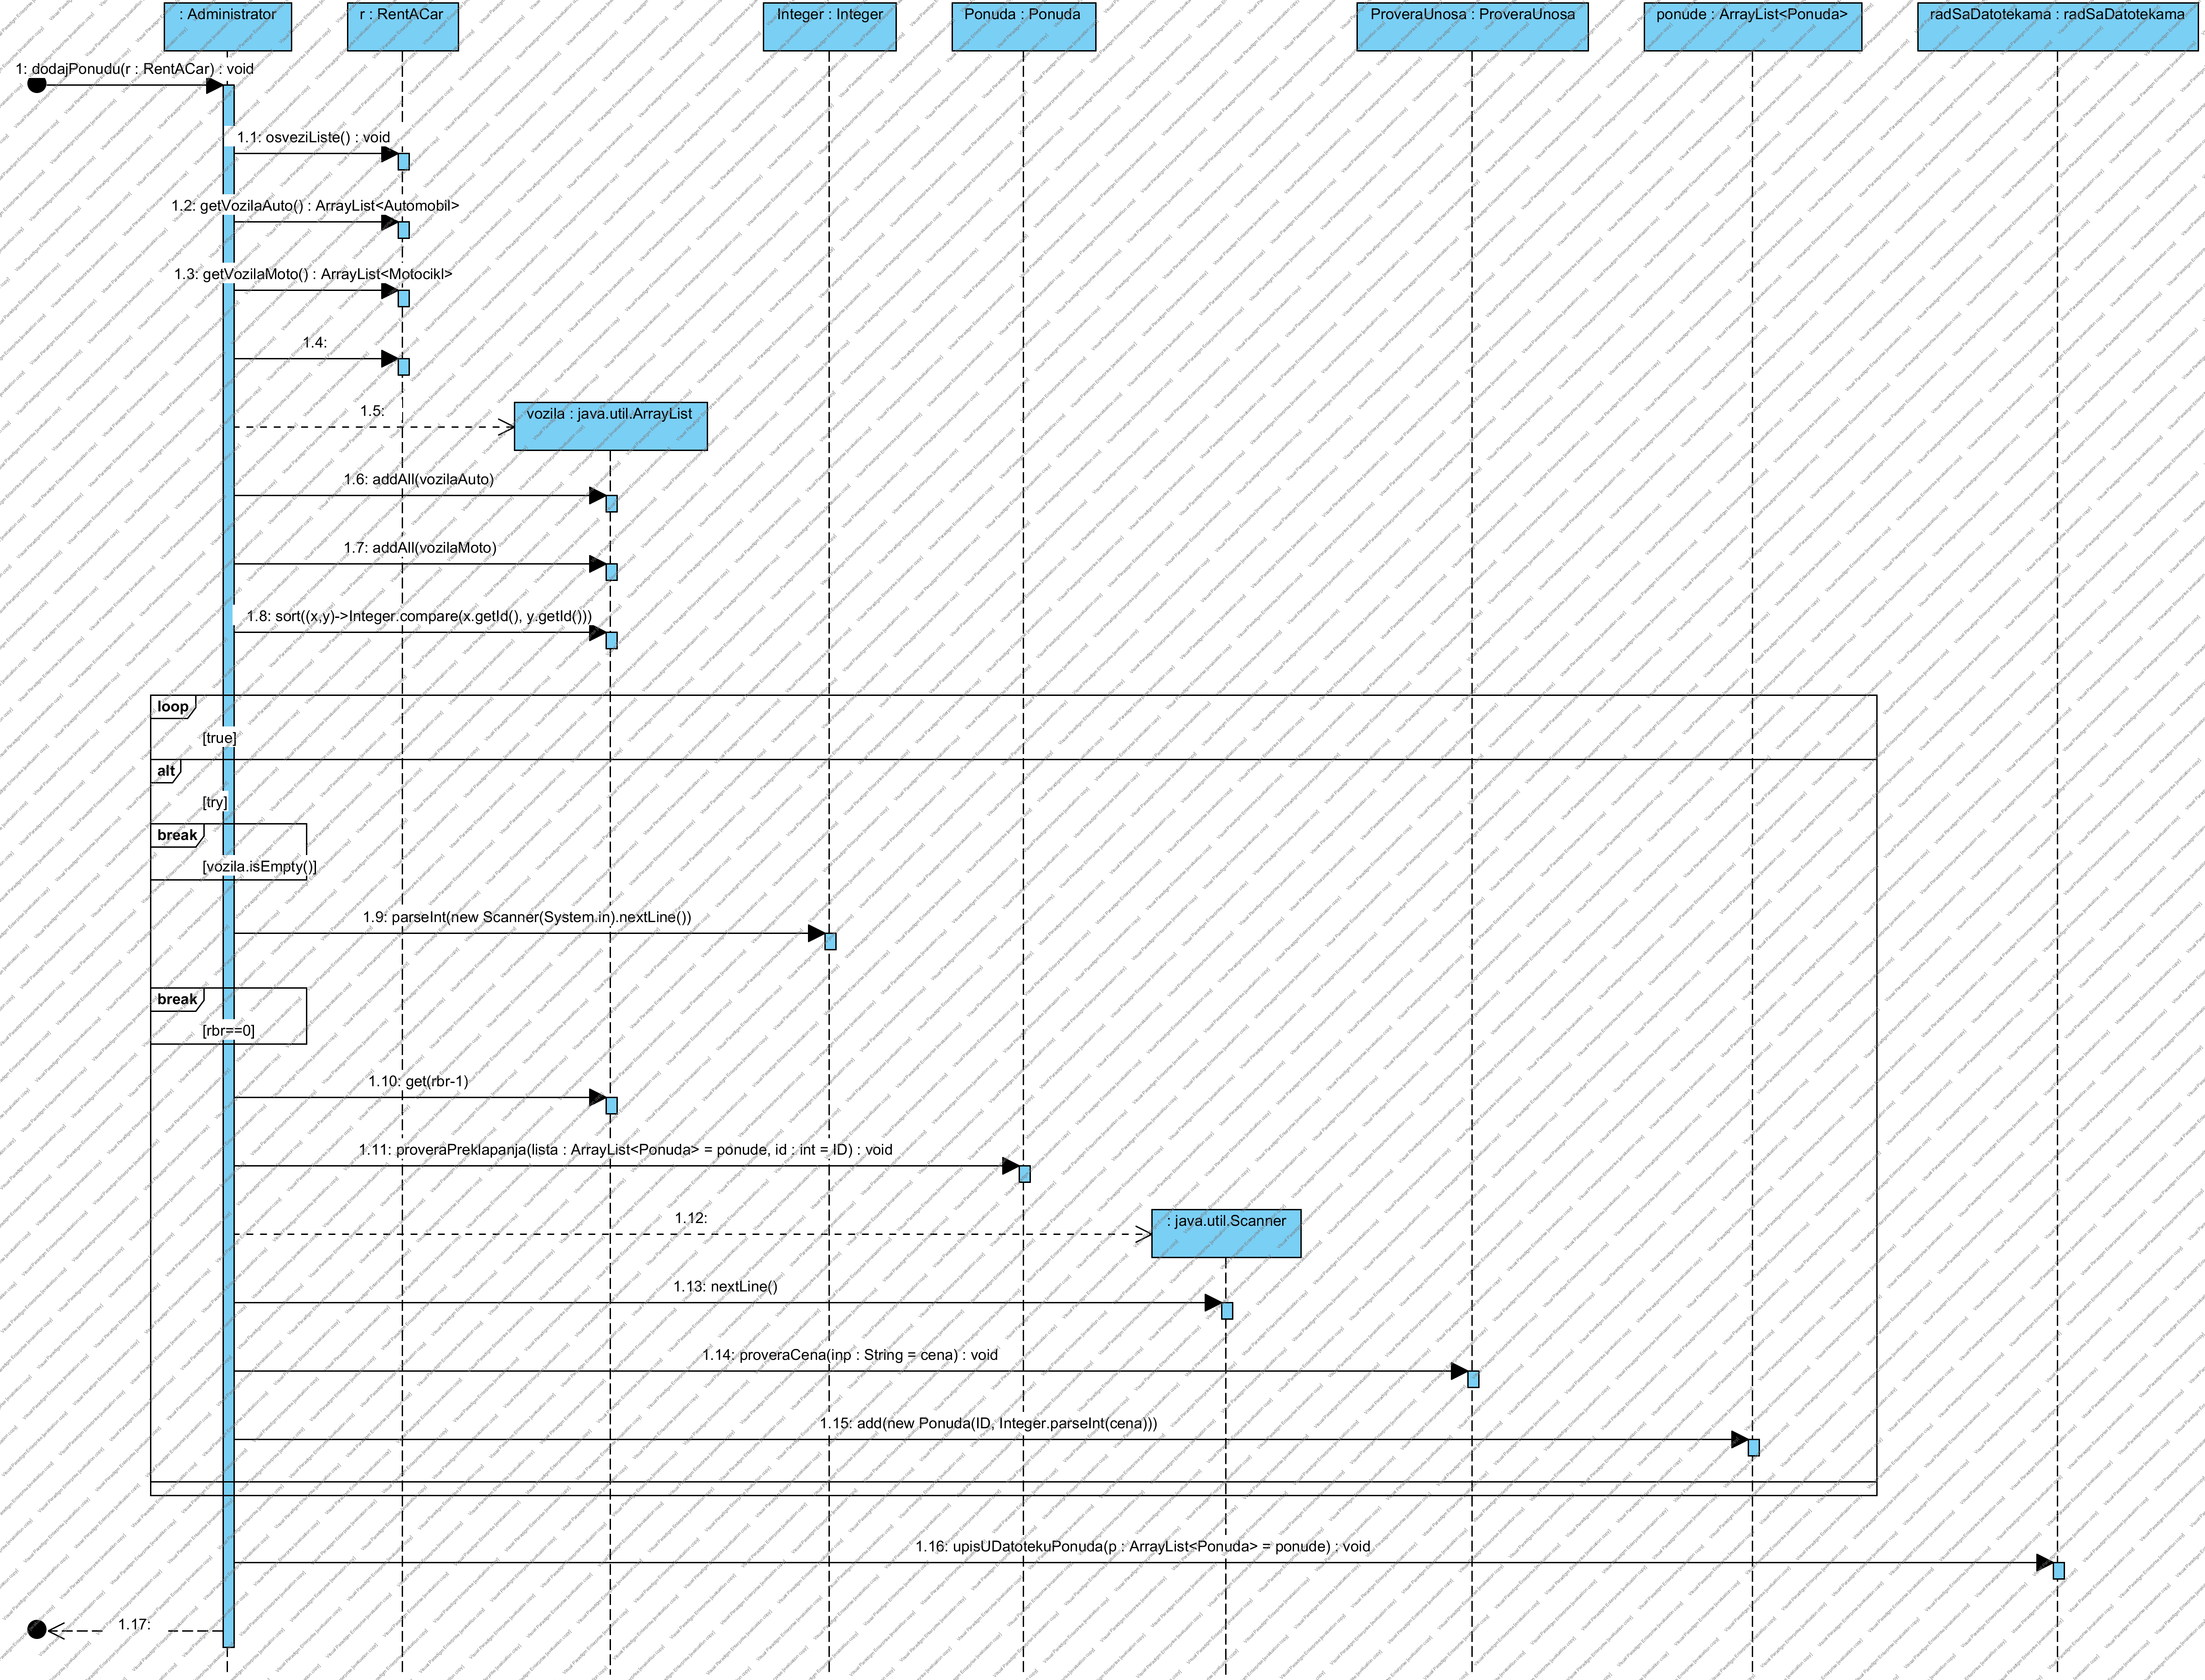 : Administrator
r : RentACar
Integer : Integer
Ponuda : Ponuda
ProveraUnosa : ProveraUnosa
ponude : ArrayList<Ponuda>
radSaDatotekama : radSaDatotekama
1: dodajPonudu(r : RentACar) : void
1.1: osveziListe() : void
1.2: getVozilaAuto() : ArrayList<Automobil>
1.3: getVozilaMoto() : ArrayList<Motocikl>
1.4:
1.5:
vozila : java.util.ArrayList
1.6: addAll(vozilaAuto)
1.7: addAll(vozilaMoto)
1.8: sort((x,y)->Integer.compare(x.getId(), y.getId()))
loop
[true]
alt
[try]
break
[vozila.isEmpty()]
1.9: parseInt(new Scanner(System.in).nextLine())
break
[rbr==0]
1.10: get(rbr-1)
1.11: proveraPreklapanja(lista : ArrayList<Ponuda> = ponude, id : int = ID) : void
1.12:
: java.util.Scanner
1.13: nextLine()
1.14: proveraCena(inp : String = cena) : void
1.15: add(new Ponuda(ID, Integer.parseInt(cena)))
1.16: upisUDatotekuPonuda(p : ArrayList<Ponuda> = ponude) : void
1.17: